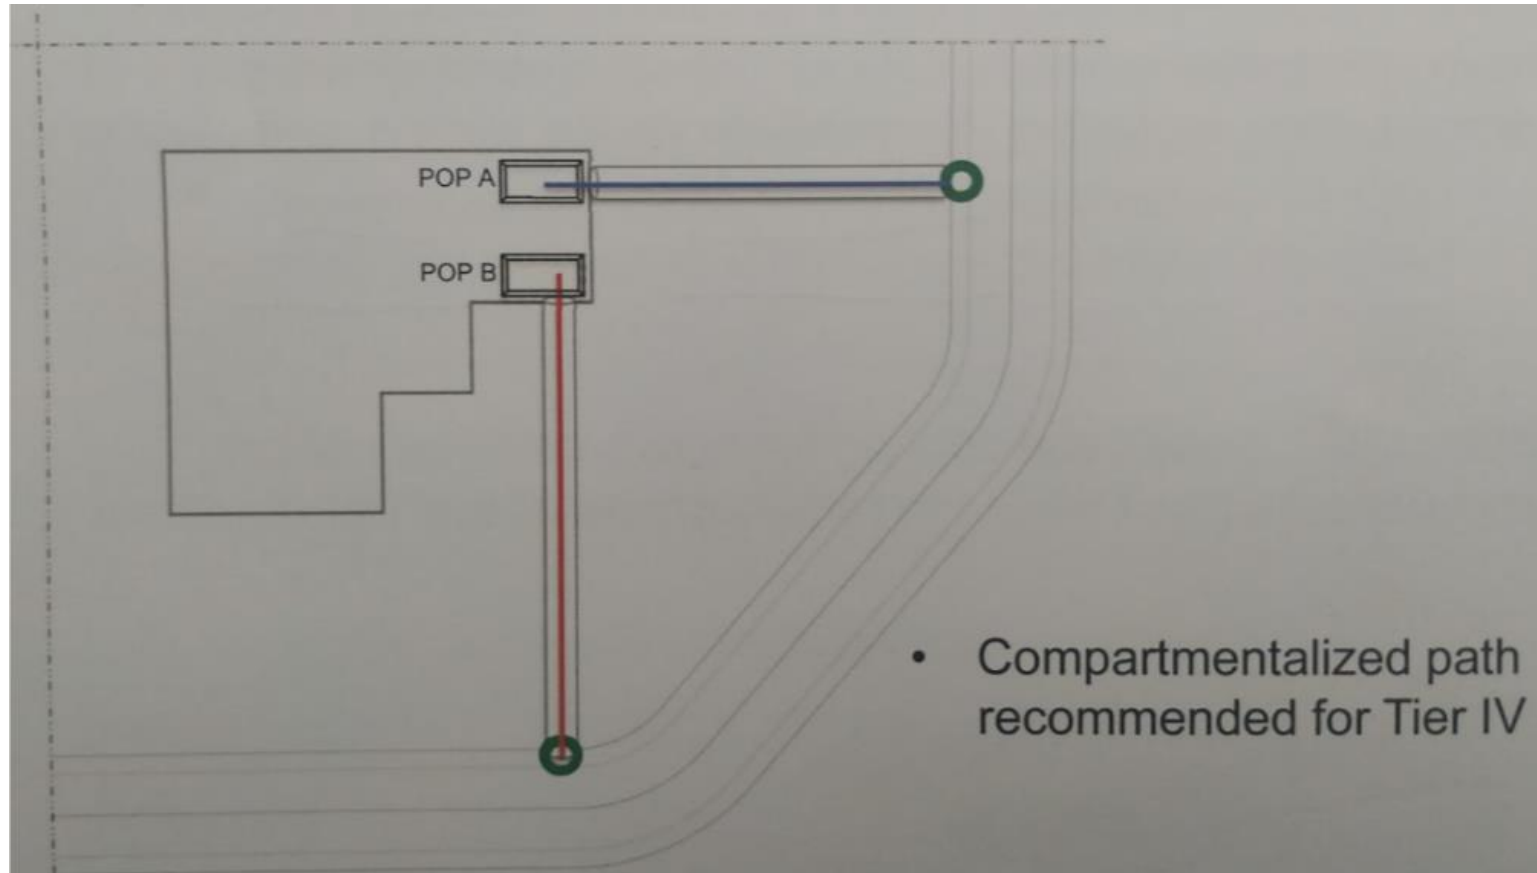 POP A
POP B
• Compartmentalized path
recommended for Tier IV